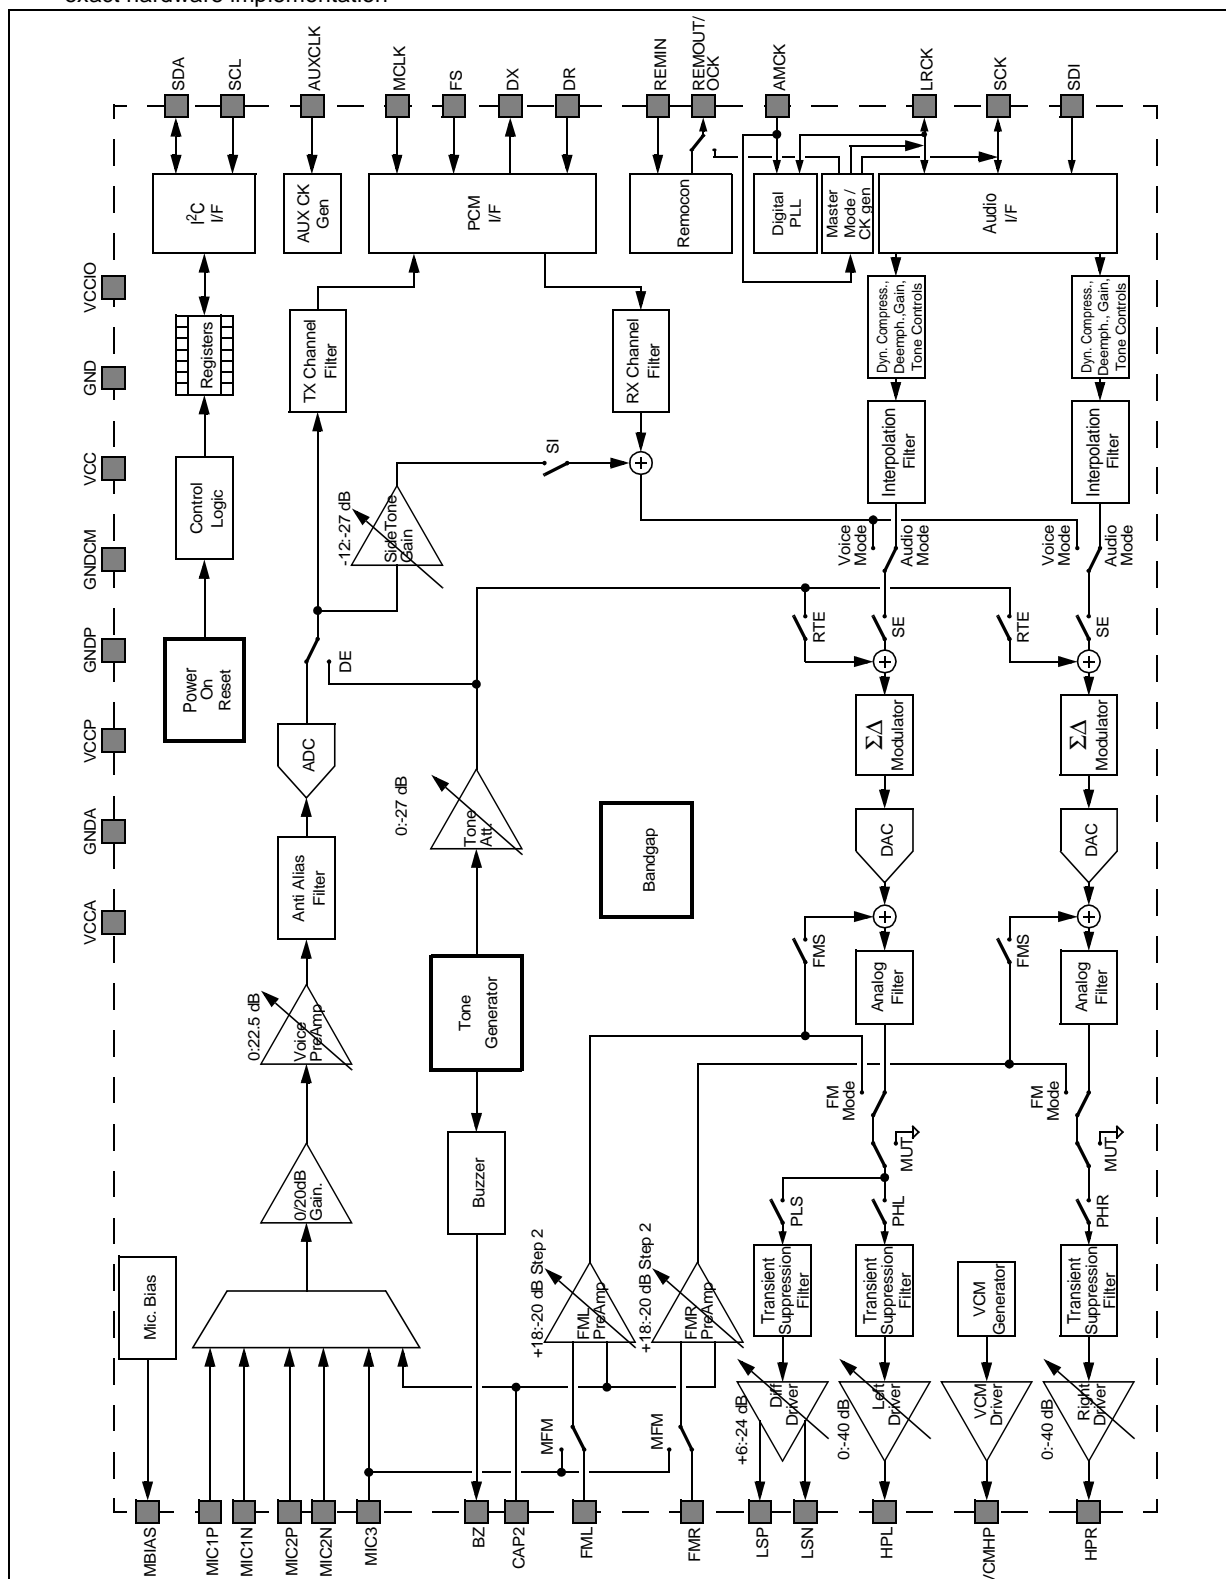 exact hardware implementation
SDA
SCL
AUXCLK
MCLK
FS
DX
DR
REMIN
REMOUT/
OCK
AMCK
LRCK
SCK
SDI
I2C
I/F
AUX CK
Gen
PCM
I/F
Remocon
Digital
PLL
Master
Mode /
CK gen
Audio
I/F
VCCIO
GND
VCC
GNDCM
GNDP
VCCP
GNDA
VCCA
Registers
TX Channel
Filter
RX Channel
Filter
Dyn. Compress.,
Deemph.,Gain,
Tone Controls
Dyn. Compress.,
Deemph., Gain,
Tone Controls
Control
Logic
SI
Interpolation
Filter
Interpolation
Filter
-12:-27 dB
SideTone
Gain
Voice
Mode
Audio
Mode
Voice
Mode
Audio
Mode
Power
On
Reset
DE
RTE
SE
RTE
SE
ADC
0:-27 dB
Tone
Att.
ΣΔ
Modulator
ΣΔ
Modulator
Bandgap
DAC
DAC
Anti Alias
Filter
FMS
FMS
Analog
Filter
Analog
Filter
0:22.5 dB
Voice
PreAmp
Tone
Generator
FM
Mode
FM
Mode
MUT
MUT
0/20dB
Gain.
Buzzer
PLS
PHL
PHR
Mic. Bias
+18:-20 dB Step 2
FML
PreAmp
+18:-20 dB Step 2
FMR
PreAmp
Transient
Suppression
Filter
Transient
Suppression
Filter
VCM
Generator
Transient
Suppression
Filter
MFM
MFM
+6:-24 dB
Diff
Driver
0:-40 dB
Left
Driver
VCM
Driver
0:-40 dB
Right
Driver
MBIAS
MIC1P
MIC1N
MIC2P
MIC2N
MIC3
BZ
CAP2
FML
FMR
LSP
LSN
HPL
VCMHP
HPR